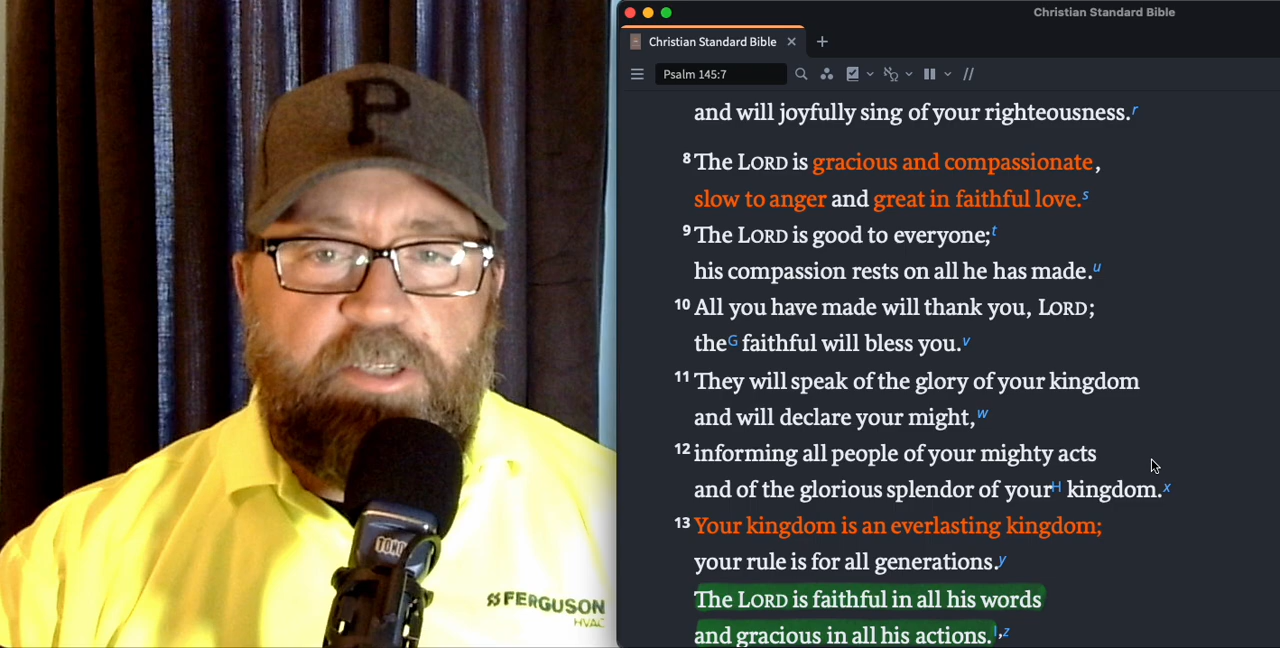 P
TONOR
FERGUSON
HVAC
Christian Standard Bible
Christian Standard Bible
Psalm 145:7
and will joyfully sing of your righteousness.r
8 The LORD is gracious and compassionate,
slow to anger and great in faithful love.s
9 The LORD is good to everyone;t
his compassion rests on all he has made.u
10 All you have made will thank you, LORD;
theG faithful will bless you.v
11 They will speak of the glory of your kingdom
and will declare your might,w
12 informing all people of your mighty acts
and of the glorious splendor of yourH kingdom.x
13 Your kingdom is an everlasting kingdom;
your rule is for all generations.y
The LORD is faithful in all his words
and gracious in all his actions.I,z